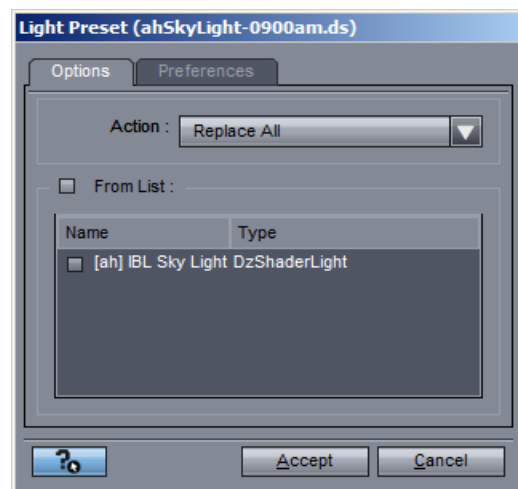 Light Preset (ahSkyLight-0900am.ds)
Options Preferences
Action : Replace All
From List :
Name Type
[ah] IBL Sky Light DzShaderLight
?
Accept Cancel